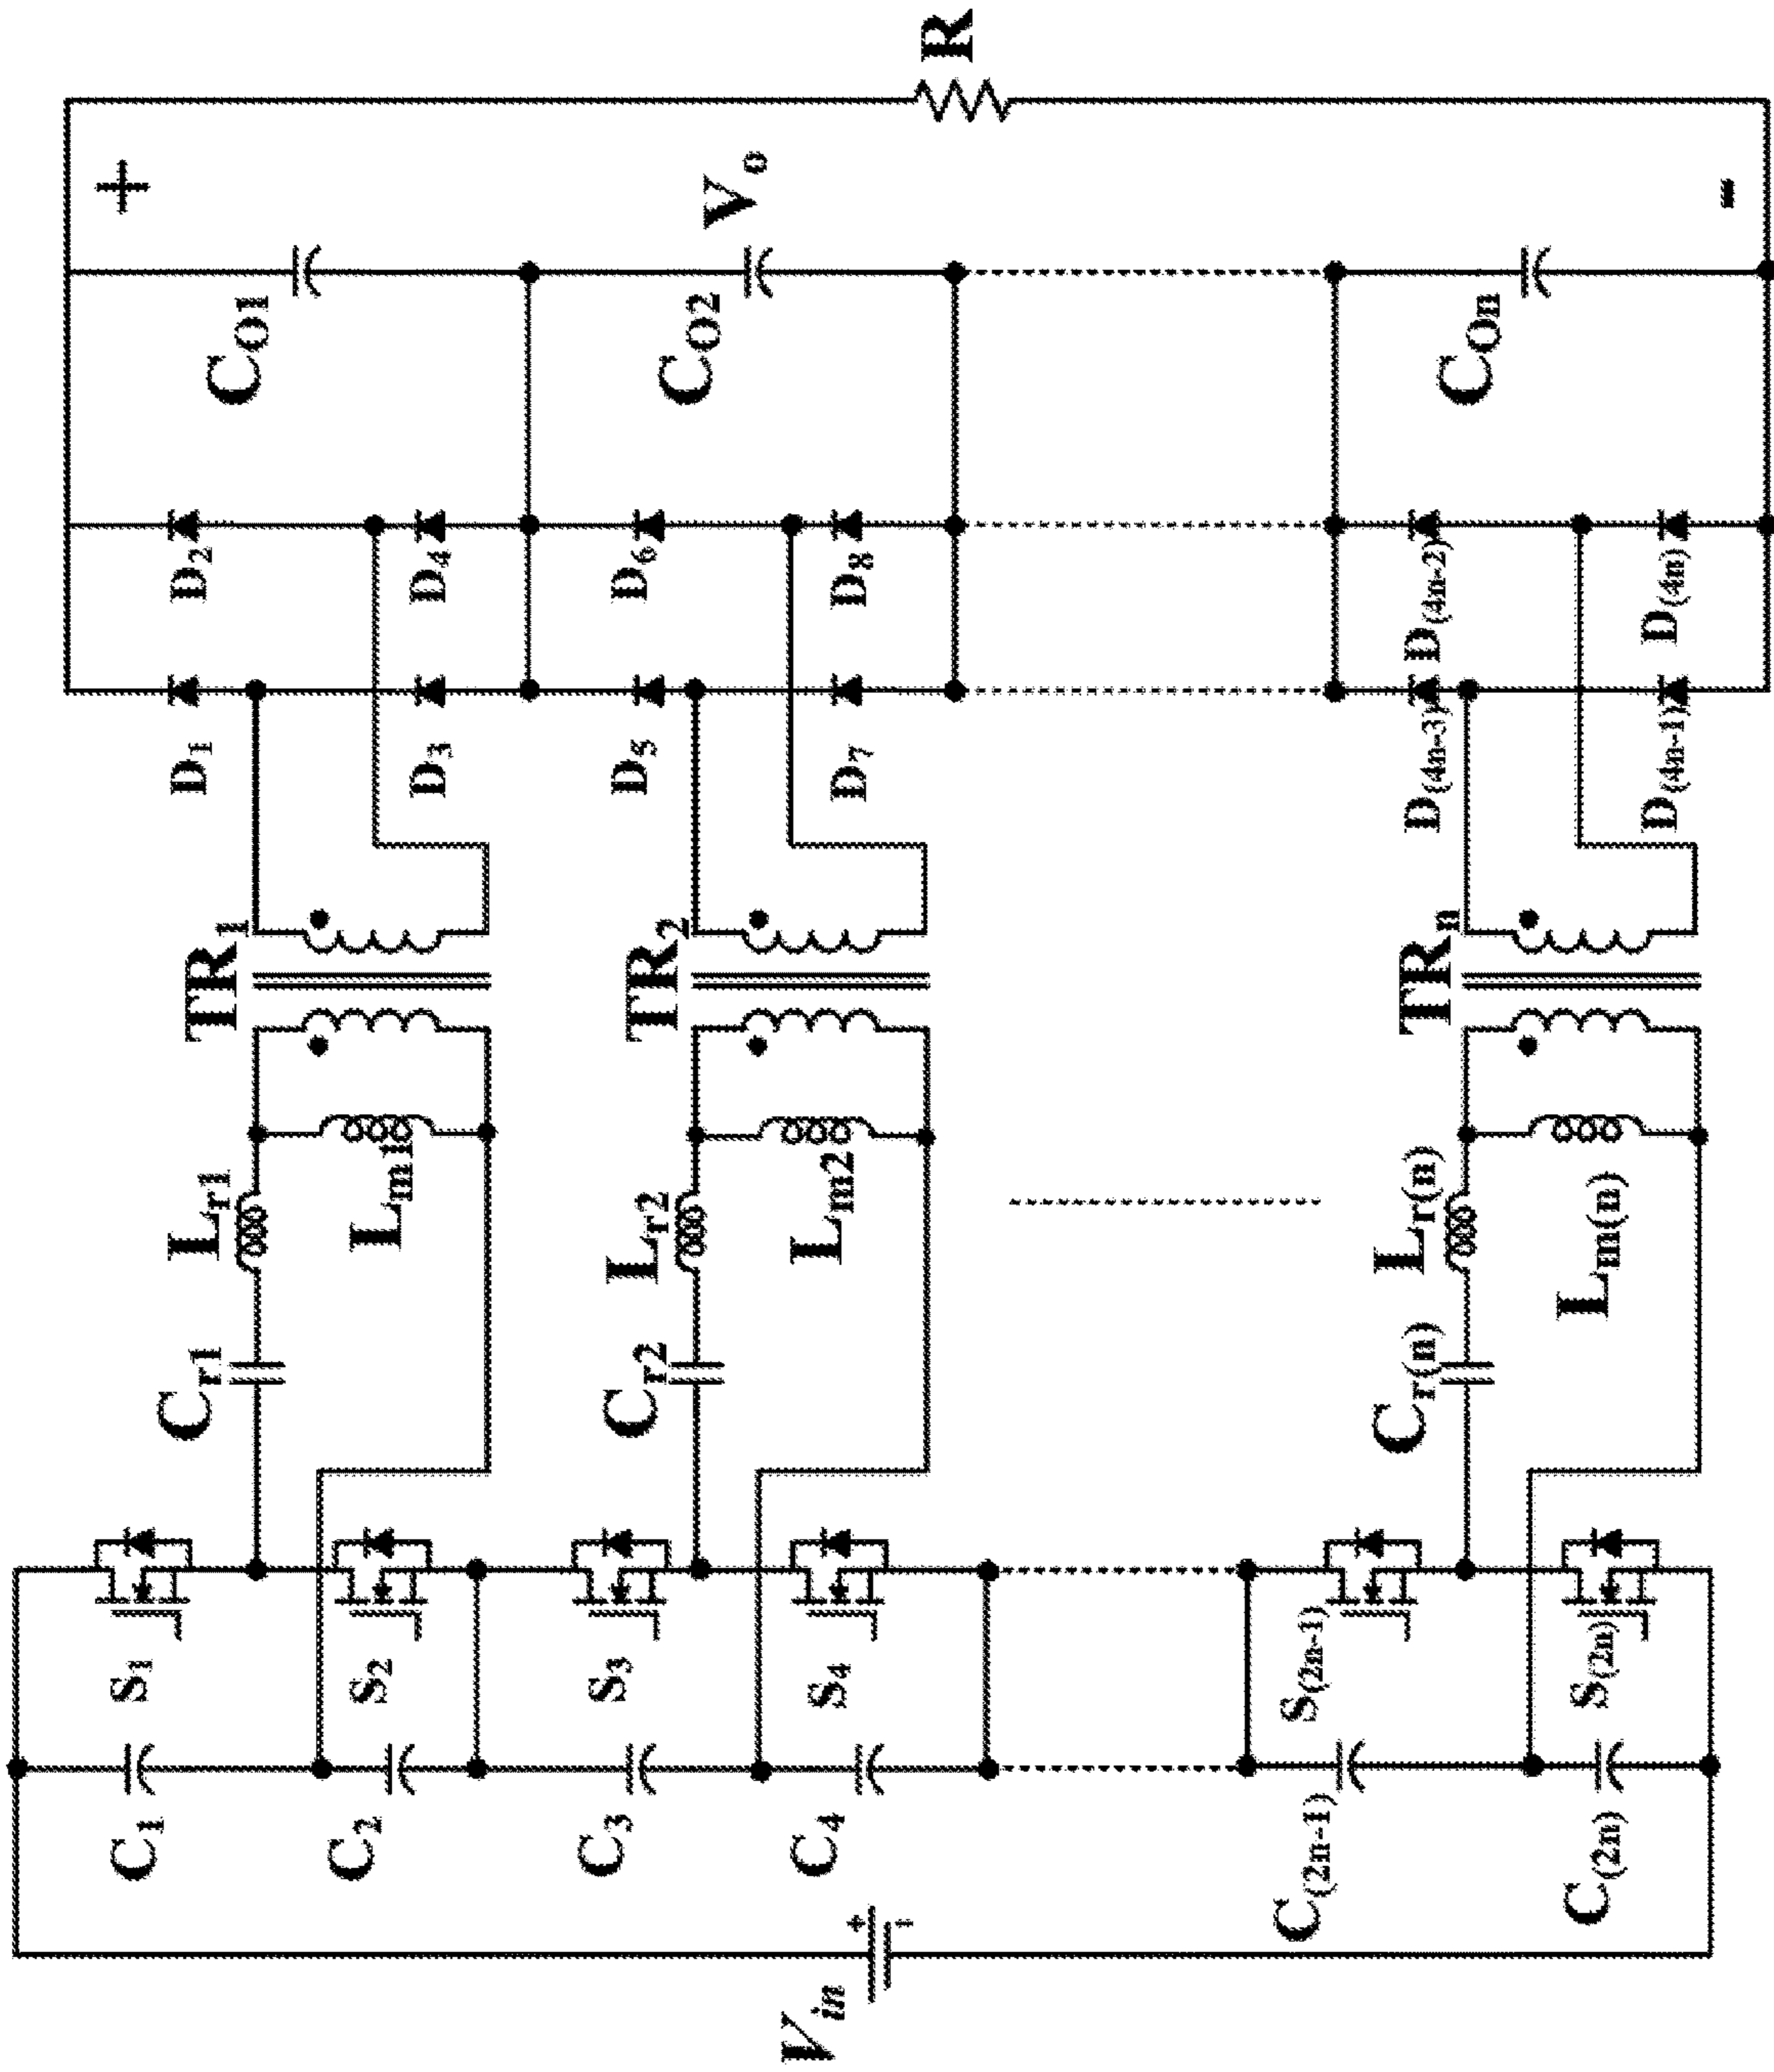 V_in
+
-
C_1
C_2
C_3
C_4
C_(2n-1)
C_(2n)
S_1
S_2
S_3
S_4
S_(2n-1)
S_(2n)
C_r1
L_r1
L_m1
TR_1
C_r2
L_r2
L_m2
TR_2
C_r(n)
L_r(n)
L_m(n)
TR_n
D_1
D_2
D_3
D_4
D_5
D_6
D_7
D_8
D_(4n-3)
D_(4n-2)
D_(4n-1)
D_(4n)
C_O1
C_O2
C_On
+
V_o
-
R